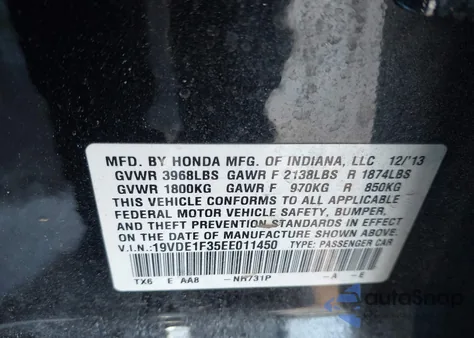 MFD. BY HONDA MFG. OF INDIANA, LLC 12/'13
GVWR 3968LBS GAWR F 2138LBS R 1874LBS
GVWR 1800KG GAWR F 970KG R 850KG
THIS VEHICLE CONFORMS TO ALL APPLICABLE
FEDERAL MOTOR VEHICLE SAFETY, BUMPER,
AND THEFT PREVENTION STANDARDS IN EFFECT
ON THE DATE OF MANUFACTURE SHOWN ABOVE.
V.I.N.:19VDE1F35EE011450 TYPE: PASSENGER CAR
TX6 E AA8 -NH731P -A -E
autoSnap